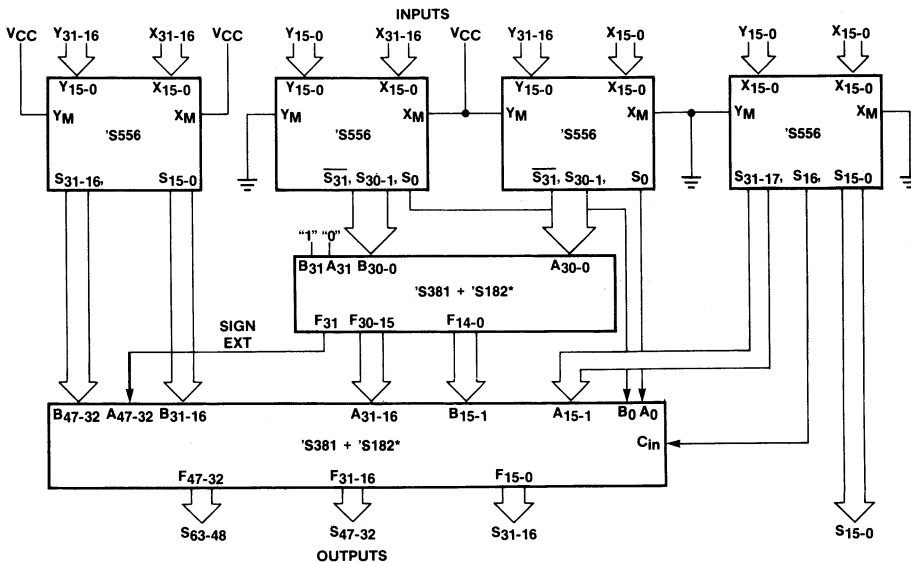 INPUTS
VCC Y31-16 X31-16 VCC Y15-0 X31-16 VCC Y31-16 X15-0 Y15-0 X15-0
Y15-0 X15-0 Y15-0 X15-0 Y15-0 X15-0 Y15-0 X15-0
YM XM YM XM YM XM YM XM
'S556 'S556 'S556 'S556
S31-16, S15-0 S̅3̅1̅, S30-1, S0 S̅3̅1̅, S30-1, S0 S31-17, S16, S15-0
"1" "0"
B31 A31 B30-0 A30-0
'S381 + 'S182*
F31 F30-15 F14-0
SIGN
EXT
B47-32 A47-32 B31-16 A31-16 B15-1 A15-1 B0 A0
'S381 + 'S182*
Cin
F47-32 F31-16 F15-0
S63-48 S47-32 S31-16 S15-0
OUTPUTS